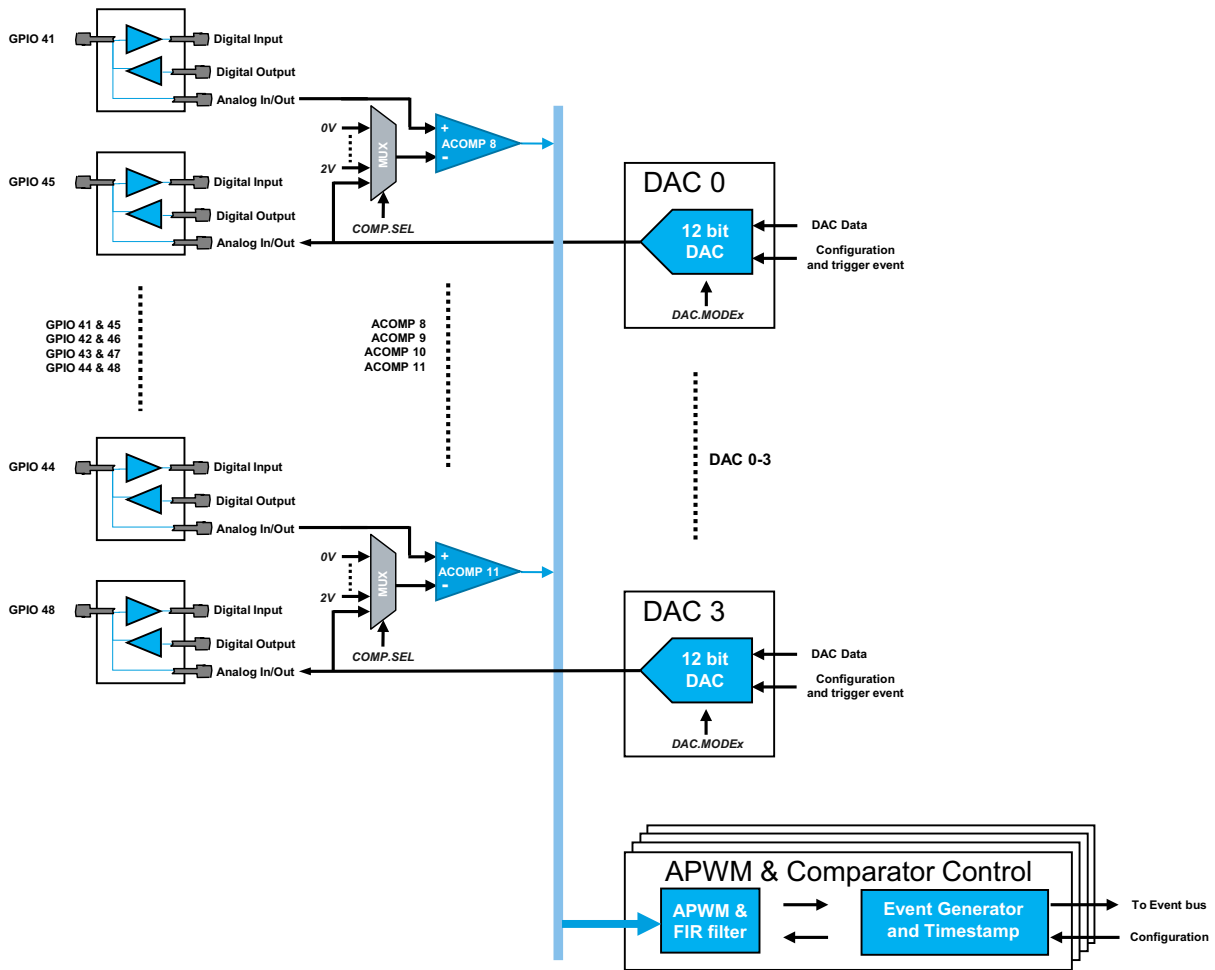 GPIO 41
Digital Input
Digital Output
Analog In/Out
0V
2V
MUX
+
ACOMP 8
-
COMP.SEL
GPIO 45
Digital Input
Digital Output
Analog In/Out
DAC 0
12 bit
DAC
DAC Data
Configuration
and trigger event
DAC.MODEx
GPIO 41 & 45
GPIO 42 & 46
GPIO 43 & 47
GPIO 44 & 48
ACOMP 8
ACOMP 9
ACOMP 10
ACOMP 11
DAC 0-3
GPIO 44
Digital Input
Digital Output
Analog In/Out
0V
2V
MUX
+
ACOMP 11
-
COMP.SEL
GPIO 48
Digital Input
Digital Output
Analog In/Out
DAC 3
12 bit
DAC
DAC Data
Configuration
and trigger event
DAC.MODEx
APWM & Comparator Control
APWM &
FIR filter
Event Generator
and Timestamp
To Event bus
Configuration